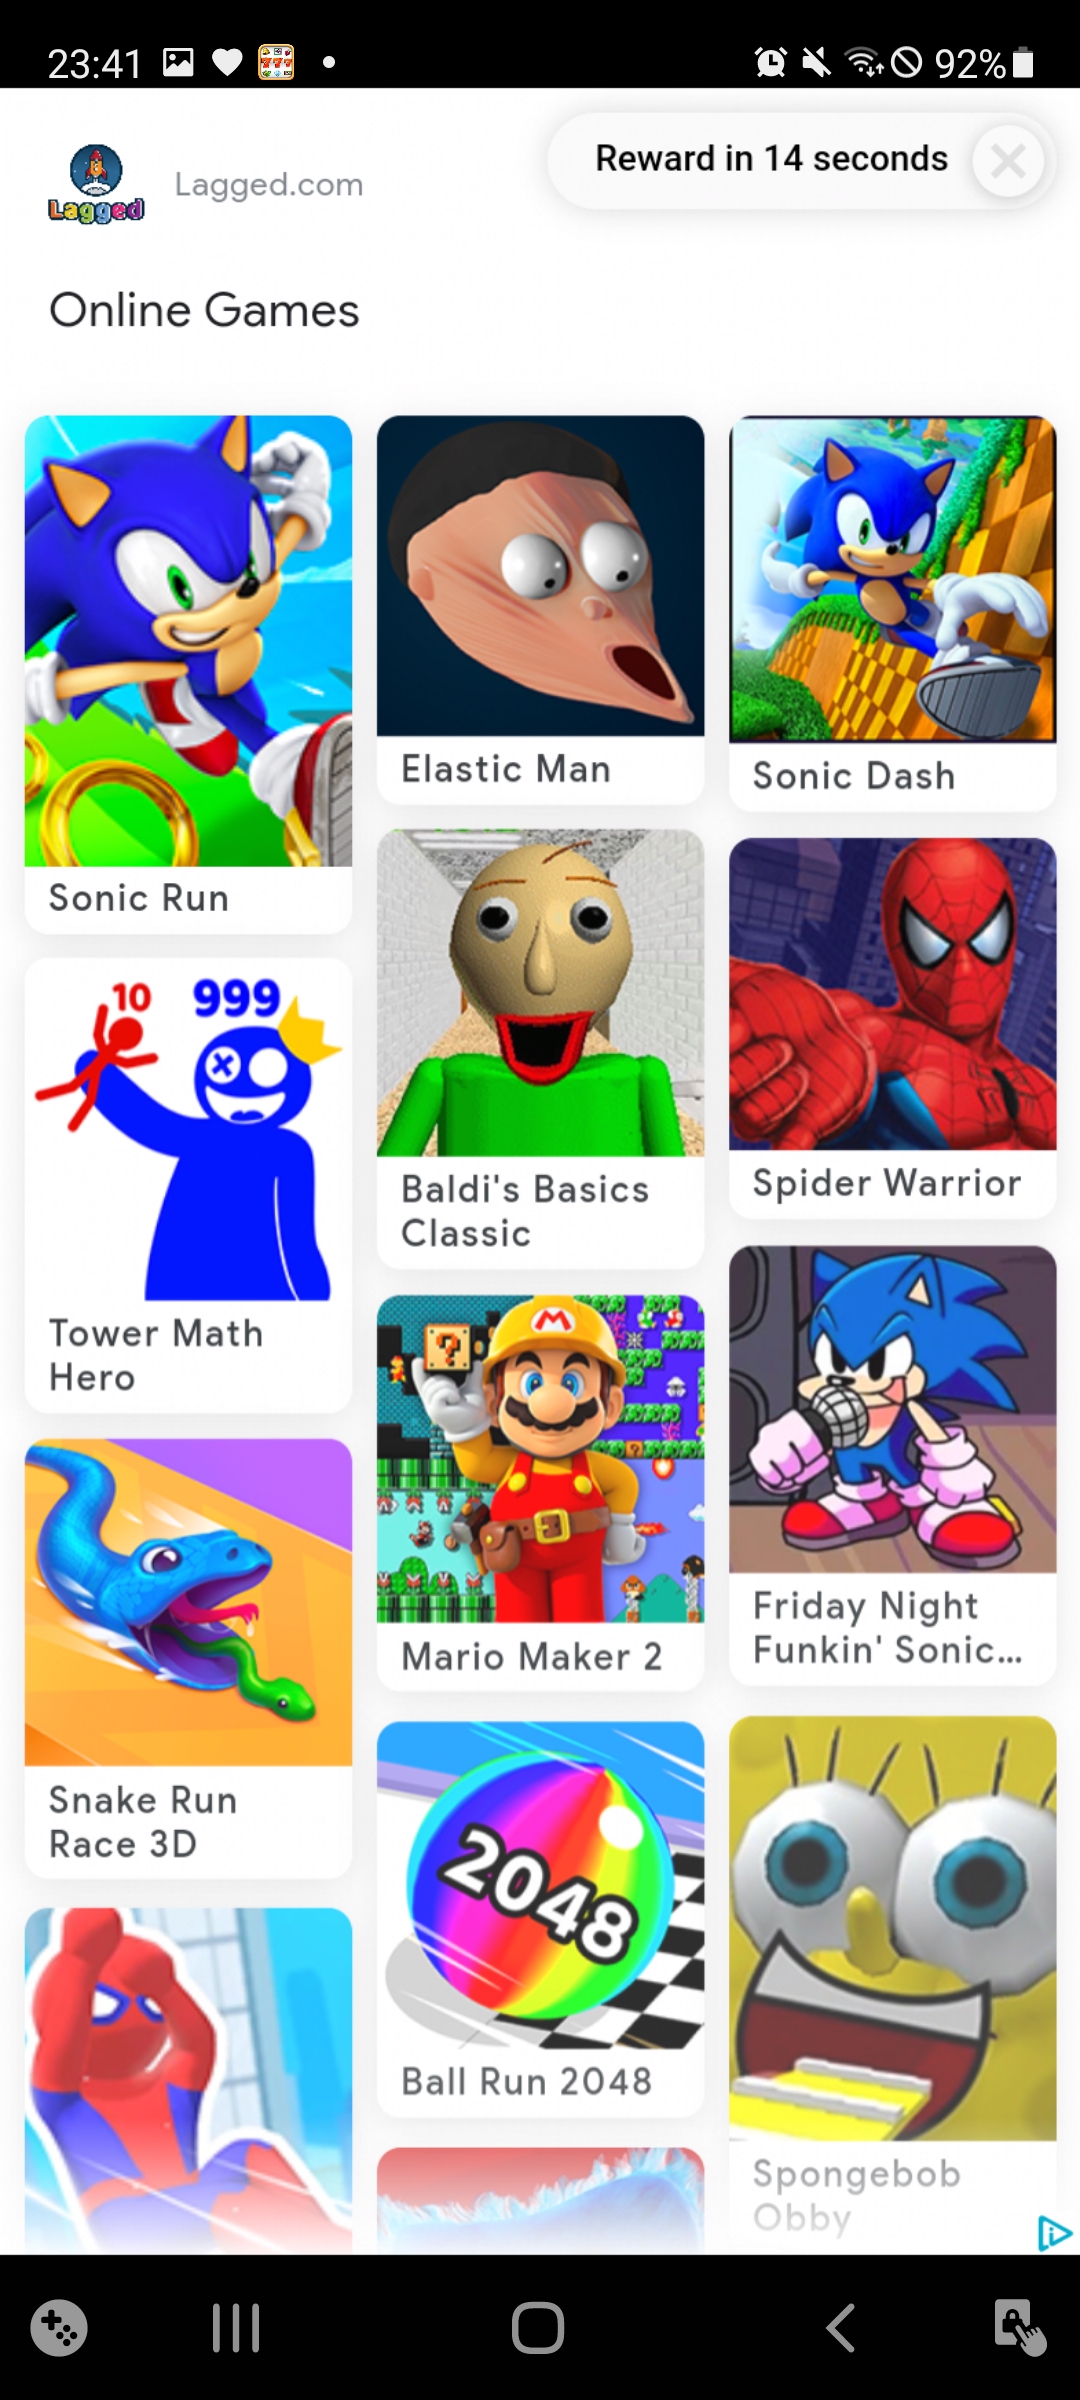 23:41
92%
Lagged
Lagged.com
Reward in 14 seconds
Online Games
Sonic Run
10
999
Tower Math
Hero
Snake Run
Race 3D
Elastic Man
Baldi's Basics
Classic
M
?
Mario Maker 2
2048
Ball Run 2048
Sonic Dash
Spider Warrior
Friday Night
Funkin' Sonic...
Spongebob
Obby